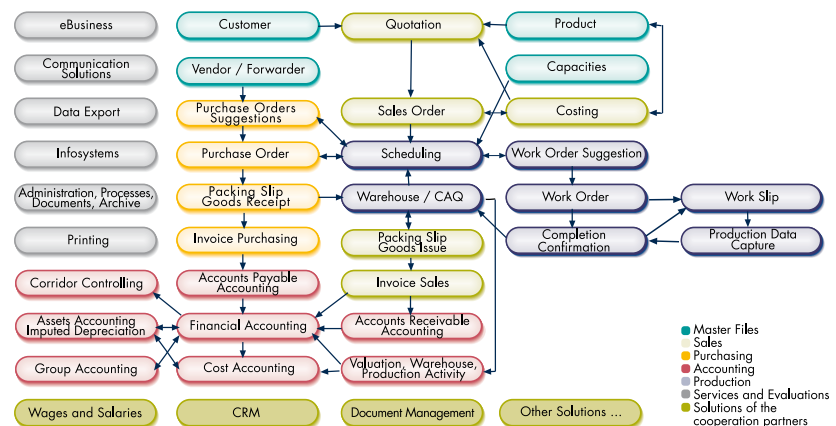 eBusiness
Customer
Quotation
Product
Communication
Solutions
Vendor / Forwarder
Capacities
Data Export
Purchase Orders
Suggestions
Sales Order
Costing
Infosystems
Purchase Order
Scheduling
Work Order Suggestion
Administration, Processes,
Documents, Archive
Packing Slip
Goods Receipt
Warehouse / CAQ
Work Order
Work Slip
Printing
Invoice Purchasing
Packing Slip
Goods Issue
Completion
Confirmation
Production Data
Capture
Corridor Controlling
Accounts Payable
Accounting
Invoice Sales
Assets Accounting
Imputed Depreciation
Financial Accounting
Accounts Receivable
Accounting
Group Accounting
Cost Accounting
Valuation, Warehouse,
Production Activity
Wages and Salaries
CRM
Document Management
Other Solutions ...
Master Files
Sales
Purchasing
Accounting
Production
Services and Evaluations
Solutions of the
cooperation partners